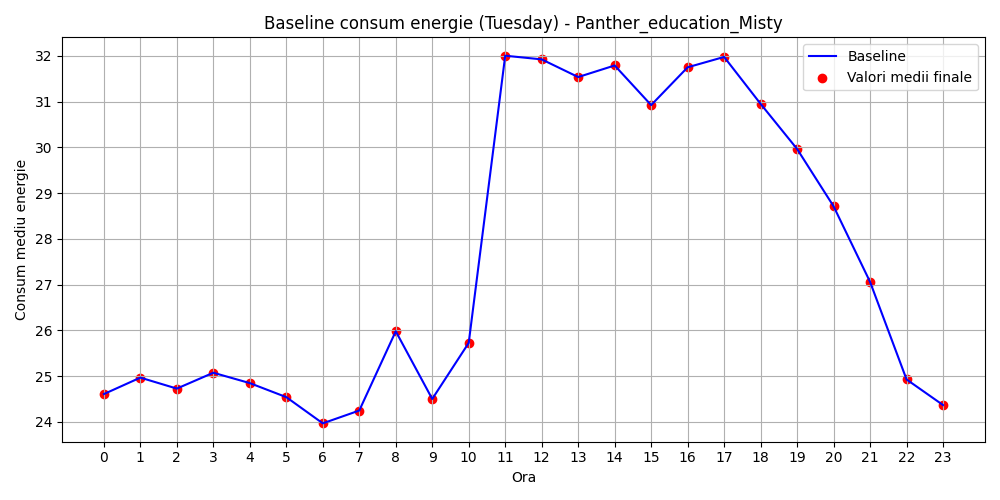 Baseline consum energie (Tuesday) - Panther_education_Misty
Baseline
Valori medii finale
Consum mediu energie
32
31
30
29
28
27
26
25
24
0 1 2 3 4 5 6 7 8 9 10 11 12 13 14 15 16 17 18 19 20 21 22 23
Ora